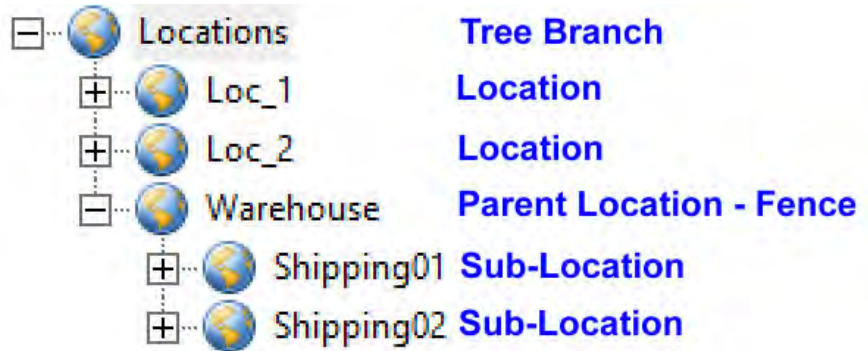 Locations Tree Branch
Loc_1 Location
Loc_2 Location
Warehouse Parent Location - Fence
Shipping01 Sub-Location
Shipping02 Sub-Location